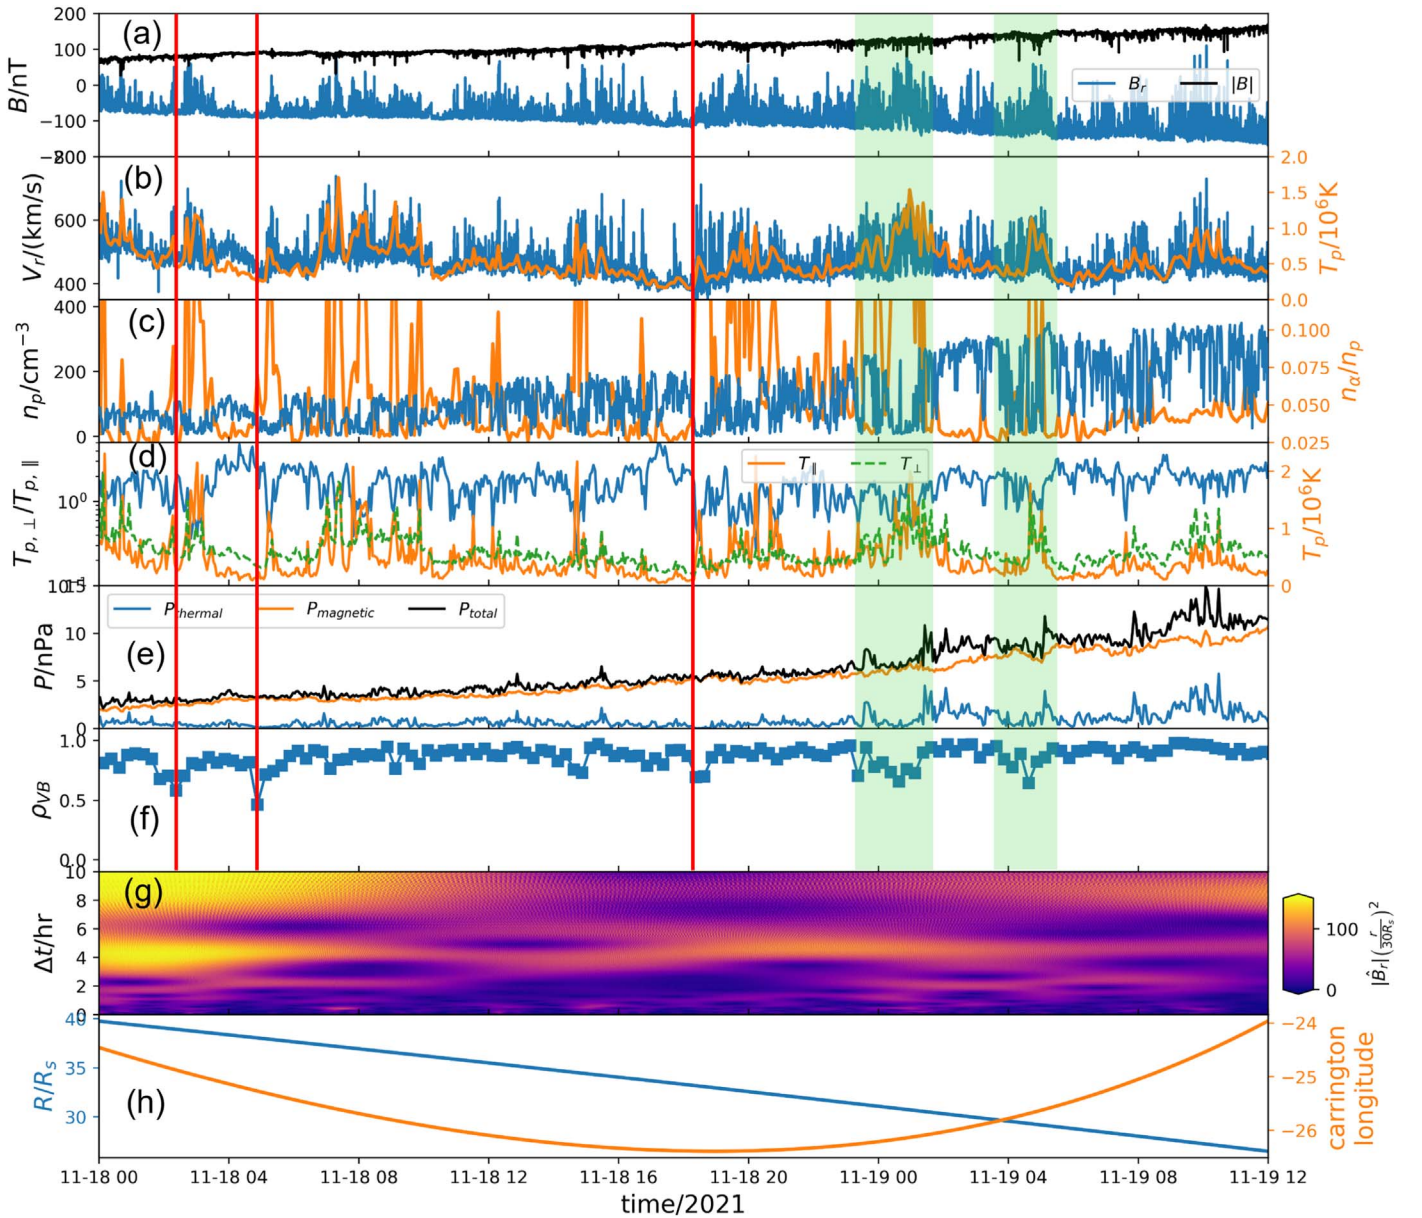 (a)
200
100
0
−100
−200
B/nT
B_r
|B|
(b)
800
600
400
V_r/(km/s)
2.0
1.5
1.0
0.5
0.0
T_p/10^6K
(c)
400
200
0
n_p/cm^−3
0.100
0.075
0.050
0.025
n_α/n_p
(d)
10^0
T_p,⊥/T_p,∥
T_∥
T_⊥
2
1
0
T_p/10^6K
P_thermal
P_magnetic
P_total
(e)
15
10
5
0
P/nPa
1.0
0.5
0.0
ρ_VB
(f)
(g)
10
8
6
4
2
0
Δt/hr
100
0
|B̂_r|(r/30R_s)^2
(h)
40
35
30
R/R_s
−24
−25
−26
carrington
longitude
11-18 00
11-18 04
11-18 08
11-18 12
11-18 16
11-18 20
11-19 00
11-19 04
11-19 08
11-19 12
time/2021